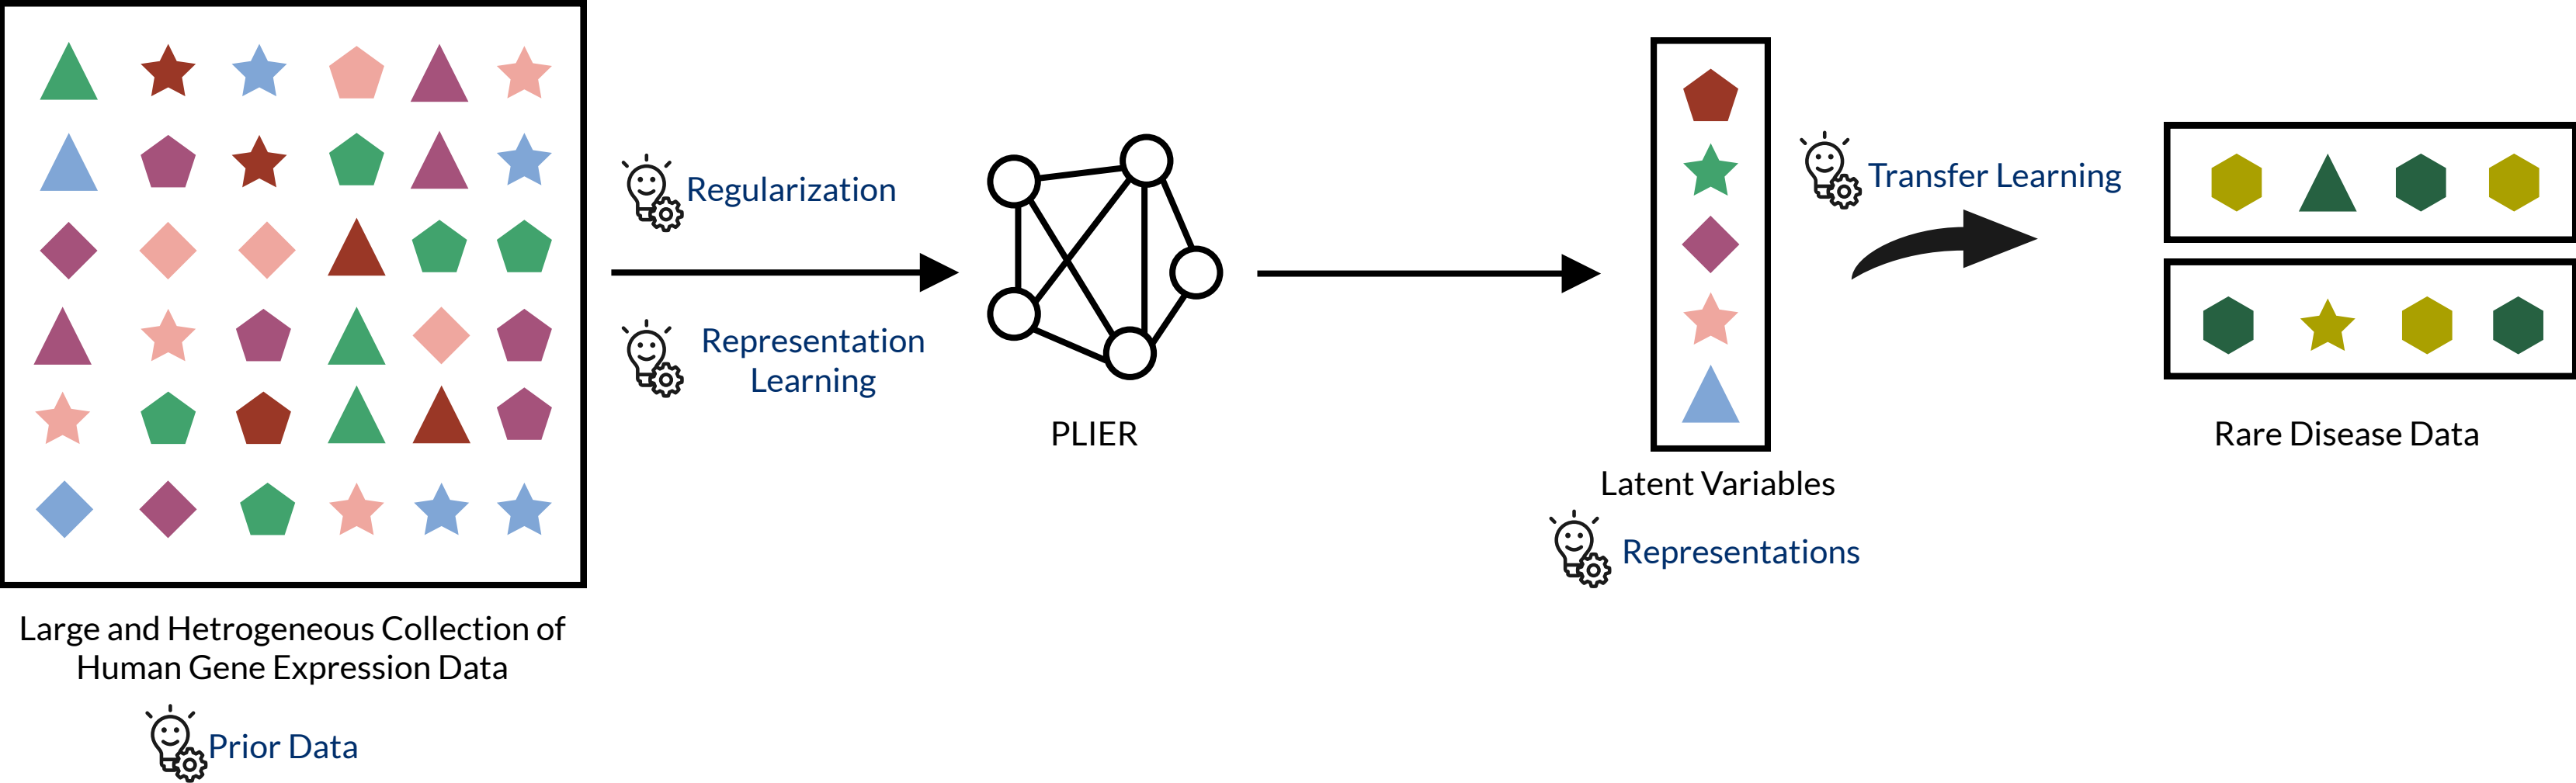 Large and Hetrogeneous Collection of
Human Gene Expression Data
Prior Data
Regularization
Representation
Learning
PLIER
Latent Variables
Representations
Transfer Learning
Rare Disease Data